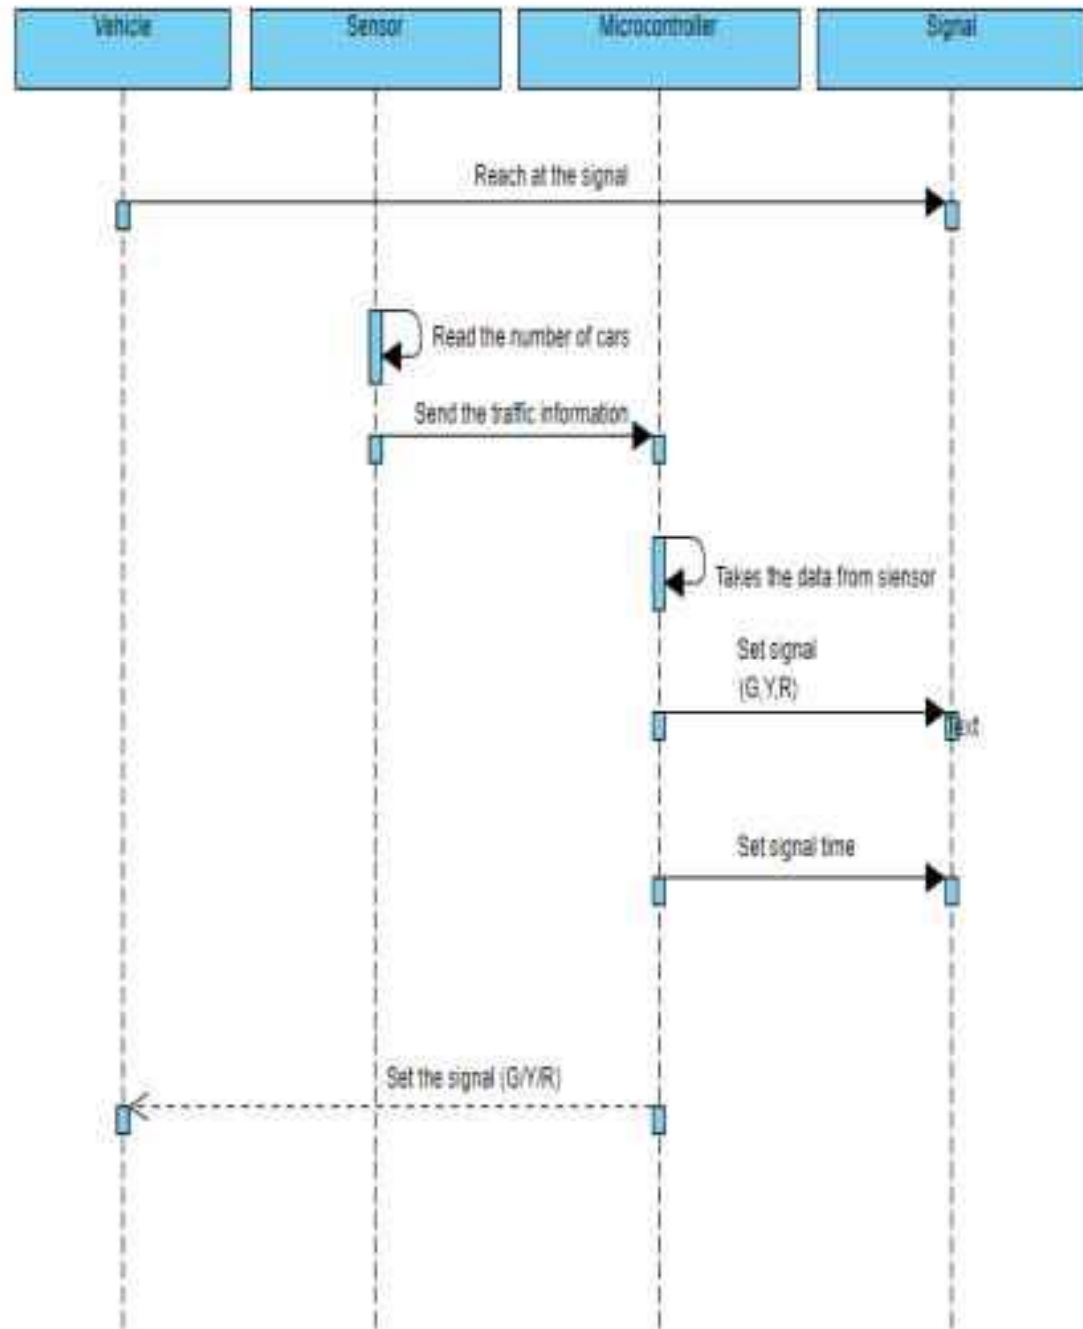 Vehicle
Sensor
Microcontroller
Signal
Reach at the signal
Read the number of cars
Send the traffic information
Takes the data from siensor
Set signal
(G,Y,R)
Text
Set signal time
Set the signal (G/Y/R)